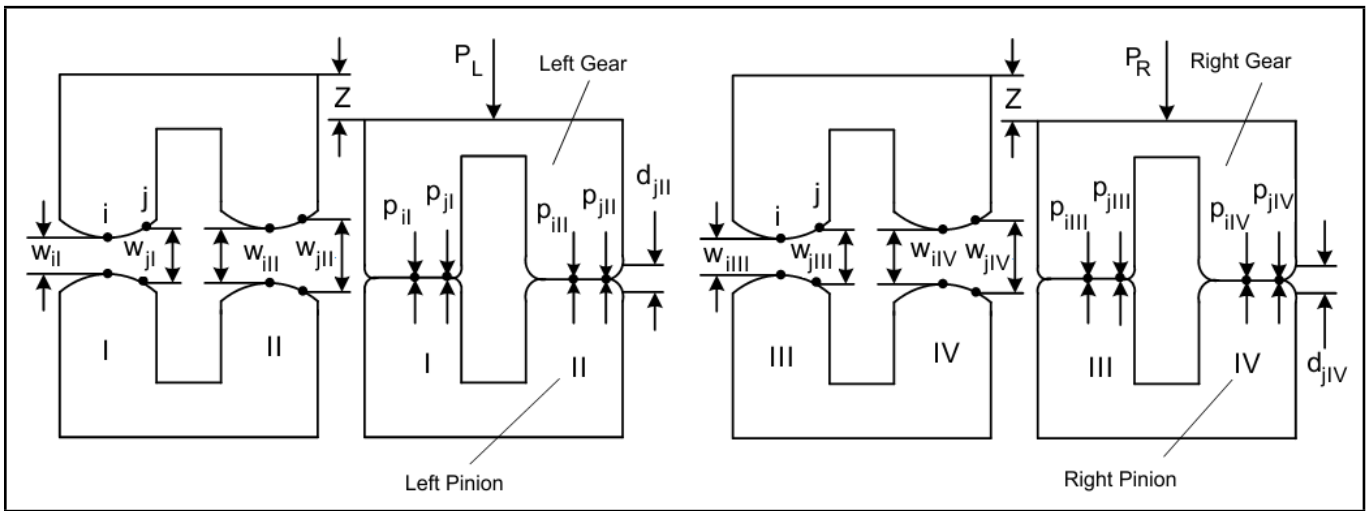 P_L
Left Gear
Z
w_iI
i
j
w_jI
w_iII
w_jII
p_iI
p_jI
p_iII
p_jII
d_jII
I
II
I
II
Left Pinion
P_R
Right Gear
Z
w_iIII
i
j
w_jIII
w_iIV
w_jIV
p_iIII
p_jIII
p_iIV
p_jIV
d_jIV
III
IV
III
IV
Right Pinion